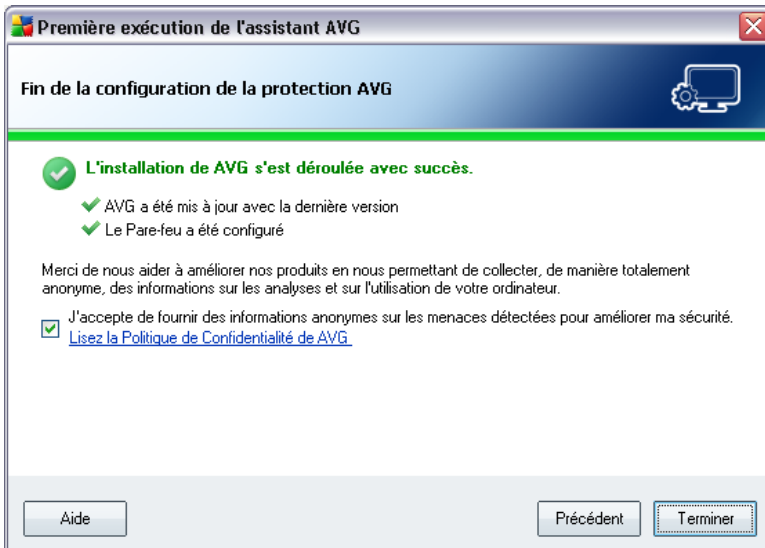 Première exécution de l'assistant AVG
Fin de la configuration de la protection AVG
L'installation de AVG s'est déroulée avec succès.
AVG a été mis à jour avec la dernière version
Le Pare-feu a été configuré
Merci de nous aider à améliorer nos produits en nous permettant de collecter, de manière totalement
anonyme, des informations sur les analyses et sur l'utilisation de votre ordinateur.
J'accepte de fournir des informations anonymes sur les menaces détectées pour améliorer ma sécurité.
Lisez la Politique de Confidentialité de AVG
Aide
Précédent
Terminer